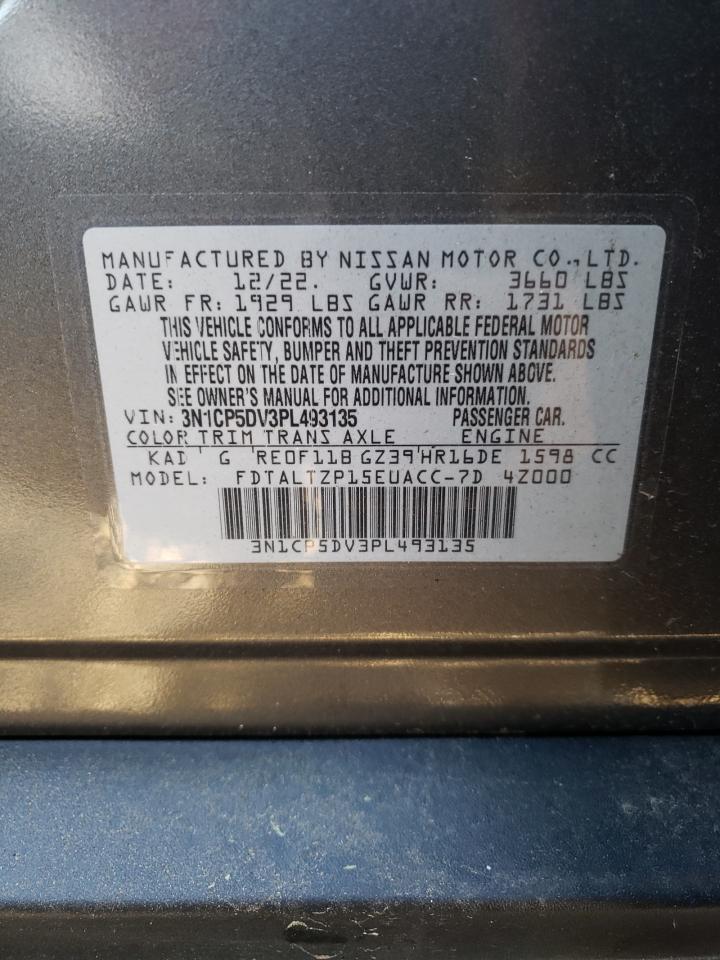 MANUFACTURED BY NISSAN MOTOR CO., LTD.
DATE: 12/22. GVWR: 3660 LBS
GAWR FR: 1929 LBS GAWR RR: 1731 LBS
THIS VEHICLE CONFORMS TO ALL APPLICABLE FEDERAL MOTOR
VEHICLE SAFETY, BUMPER AND THEFT PREVENTION STANDARDS
IN EFFECT ON THE DATE OF MANUFACTURE SHOWN ABOVE.
SEE OWNER'S MANUAL FOR ADDITIONAL INFORMATION.
VIN: 3N1CP5DV3PL493135 PASSENGER CAR.
COLOR TRIM TRANS AXLE ENGINE
KAD G RE0F11B GZ39 HR16DE 1598 CC
MODEL: FDTALTZP15EUACC-7D 4Z000
3N1CP5DV3PL493135